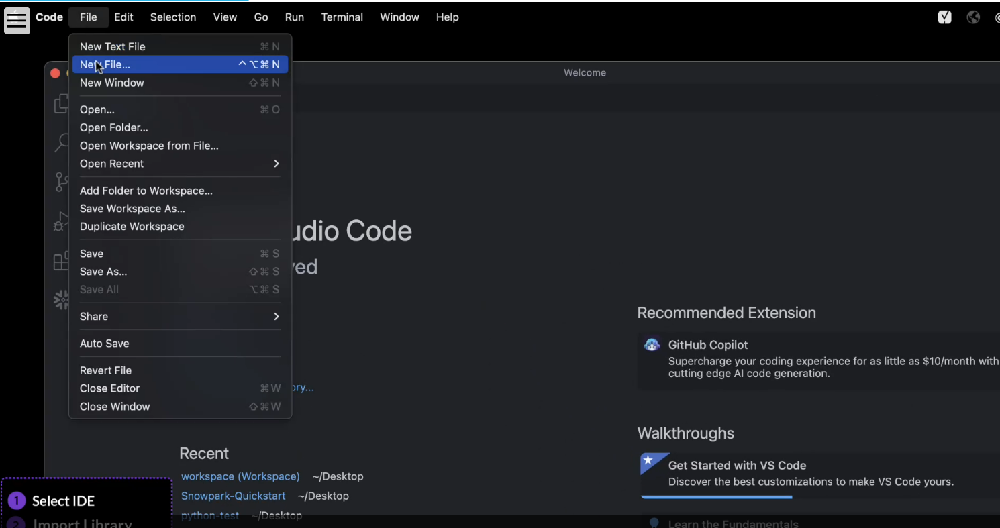 Code File Edit Selection View Go Run Terminal Window Help
New Text File ⌘ N
New File... ^⌥⌘ N
New Window ⇧⌘ N
Open... ⌘ O
Open Folder...
Open Workspace from File...
Open Recent >
Add Folder to Workspace...
Save Workspace As...
Duplicate Workspace
Save ⌘ S
Save As... ⇧⌘ S
Save All ⌥⌘ S
Share >
Auto Save
Revert File
Close Editor ⌘W
Close Window ⇧⌘W
Welcome
udio Code
ved
ory...
Recent
workspace (Workspace) ~/Desktop
Snowpark-Quickstart ~/Desktop
python-test ~/Desktop
Recommended Extension
GitHub Copilot
Supercharge your coding experience for as little as $10/month with
cutting edge AI code generation.
Walkthroughs
Get Started with VS Code
Discover the best customizations to make VS Code yours.
Learn the Fundamentals
1 Select IDE
2 Import Library